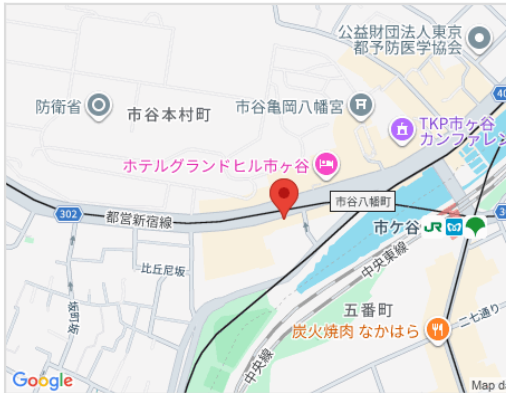 公益財団法人東京
都予防医学協会
防衛省
市谷本村町
市谷亀岡八幡宮
TKP市ヶ谷
カンファレン
ホテルグランドヒル市ヶ谷
302
都営新宿線
市谷八幡町
市ケ谷
JR
中央東線
比丘尼坂
坂町坂
五番町
二七通り
炭火焼肉 なかはら
中央線
Google
Map da